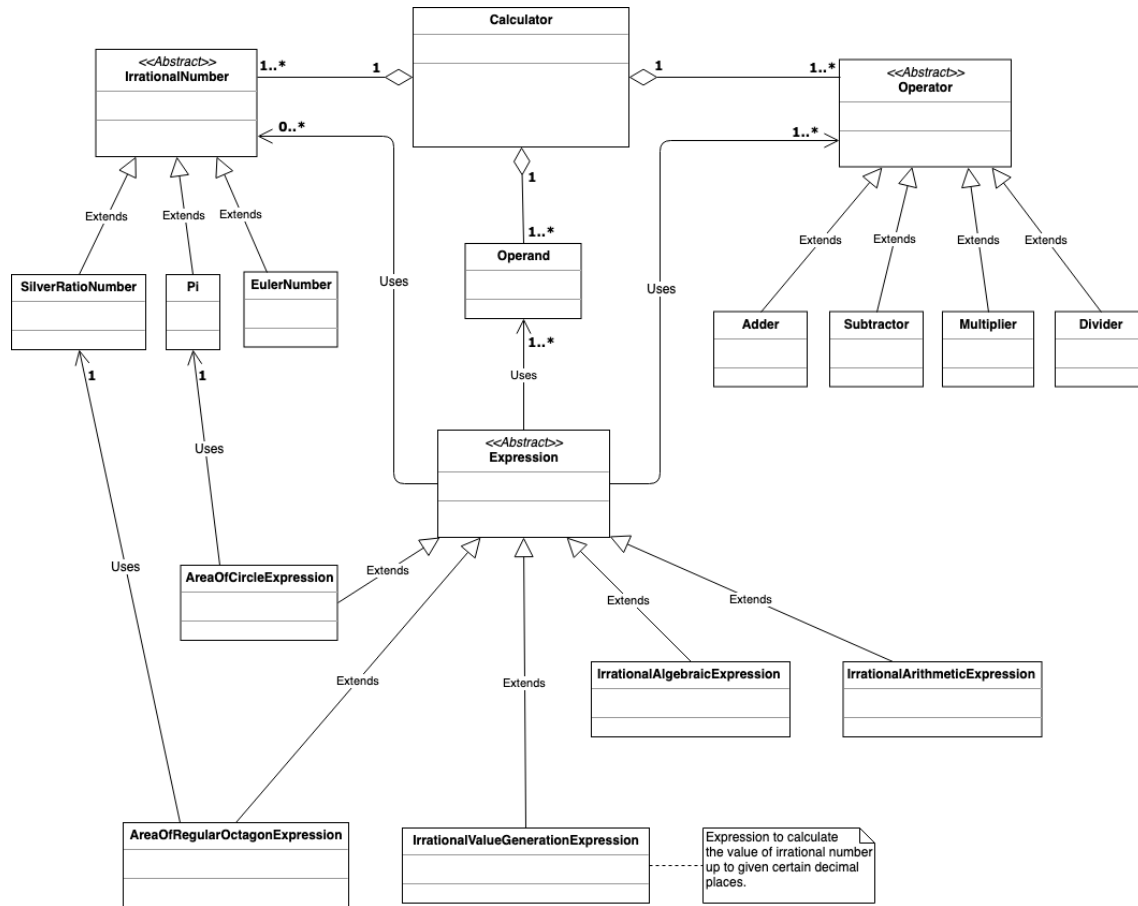 Calculator
<<Abstract>>
IrrationalNumber
1..*
1
1
1..*
<<Abstract>>
Operator
0..*
1..*
1
1..*
Extends
Extends
Extends
Extends
Extends
Extends
Extends
Operand
SilverRatioNumber
Pi
EulerNumber
Uses
Uses
Adder
Subtractor
Multiplier
Divider
1..*
1
1
Uses
<<Abstract>>
Expression
Uses
Uses
AreaOfCircleExpression
Extends
Extends
Extends
Extends
Extends
IrrationalAlgebraicExpression
IrrationalArithmeticExpression
AreaOfRegularOctagonExpression
IrrationalValueGenerationExpression
Expression to calculate
the value of irrational number
up to given certain decimal
places.